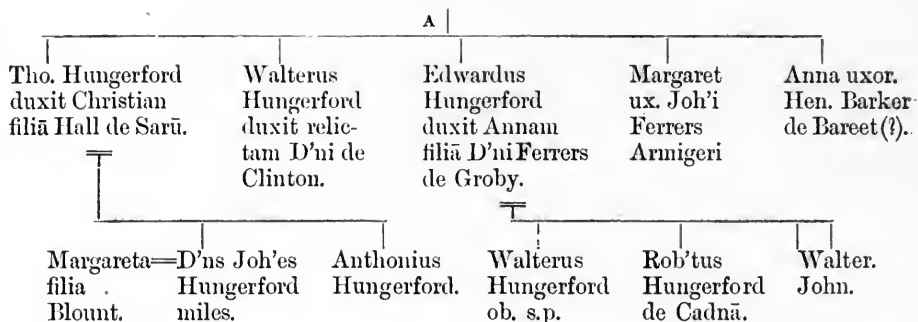 A
Tho. Hungerford
duxit Christian
filiā Hall de Sarū.
Walterus
Hungerford
duxit relic-
tam D'ni de
Clinton.
Edwardus
Hungerford
duxit Annam
filiā D'ni Ferrers
de Groby.
Margaret
ux. Joh'i
Ferrers
Armigeri
Anna uxor.
Hen. Barker
de Bareet (?).
Margareta
filia
Blount.
D'ns Joh'es
Hungerford
miles.
Anthonius
Hungerford.
Walterus
Hungerford
ob. s.p.
Rob'tus
Hungerford
de Cadnā.
Walter.
John.